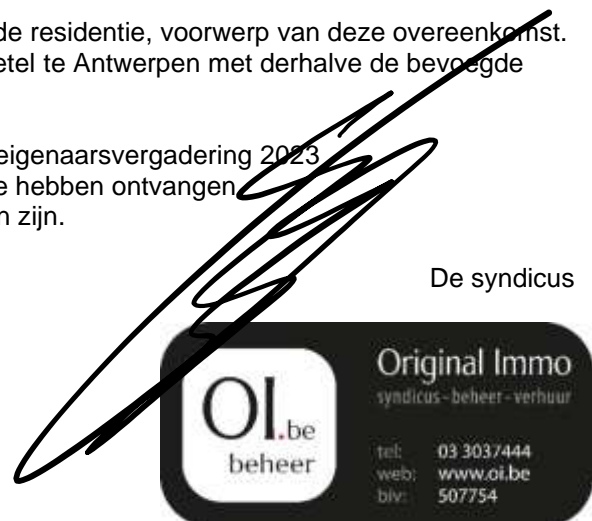 de residentie, voorwerp van deze overeenkomst.
etel te Antwerpen met derhalve de bevoegde
eigenaarsvergadering 2023
e hebben ontvangen
n zijn.
De syndicus
OI.be
beheer
Original Immo
syndicus - beheer - verhuur
tel: 03 3037444
web: www.oi.be
biv: 507754